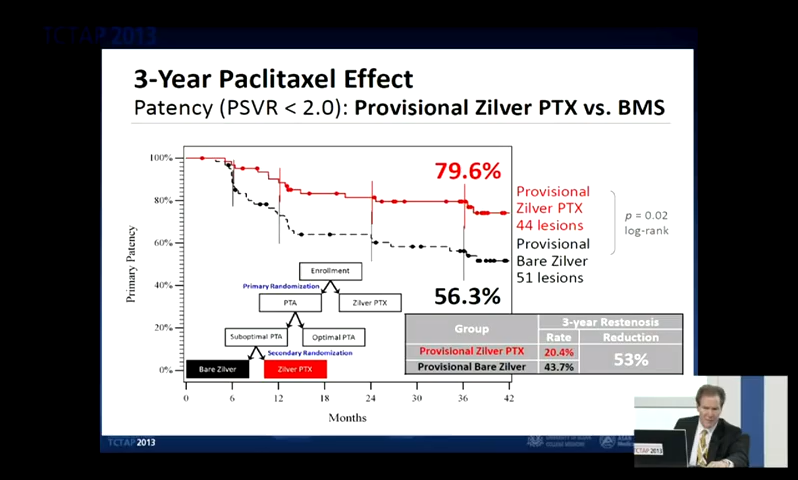 TCTAP 2013
3-Year Paclitaxel Effect
Patency (PSVR < 2.0): Provisional Zilver PTX vs. BMS
100%
80%
60%
40%
20%
0%
Primary Patency
79.6%
56.3%
Provisional
Zilver PTX
44 lesions
Provisional
Bare Zilver
51 lesions
p = 0.02
log-rank
Enrollment
Primary Randomization
PTA
Zilver PTX
Suboptimal PTA
Optimal PTA
Secondary Randomization
Bare Zilver
Zilver PTX
Group
3-year Restenosis
Rate
Reduction
Provisional Zilver PTX
20.4%
53%
Provisional Bare Zilver
43.7%
0 6 12 18 24 30 36 42
Months
TCTAP 2013
TCTAP 2013